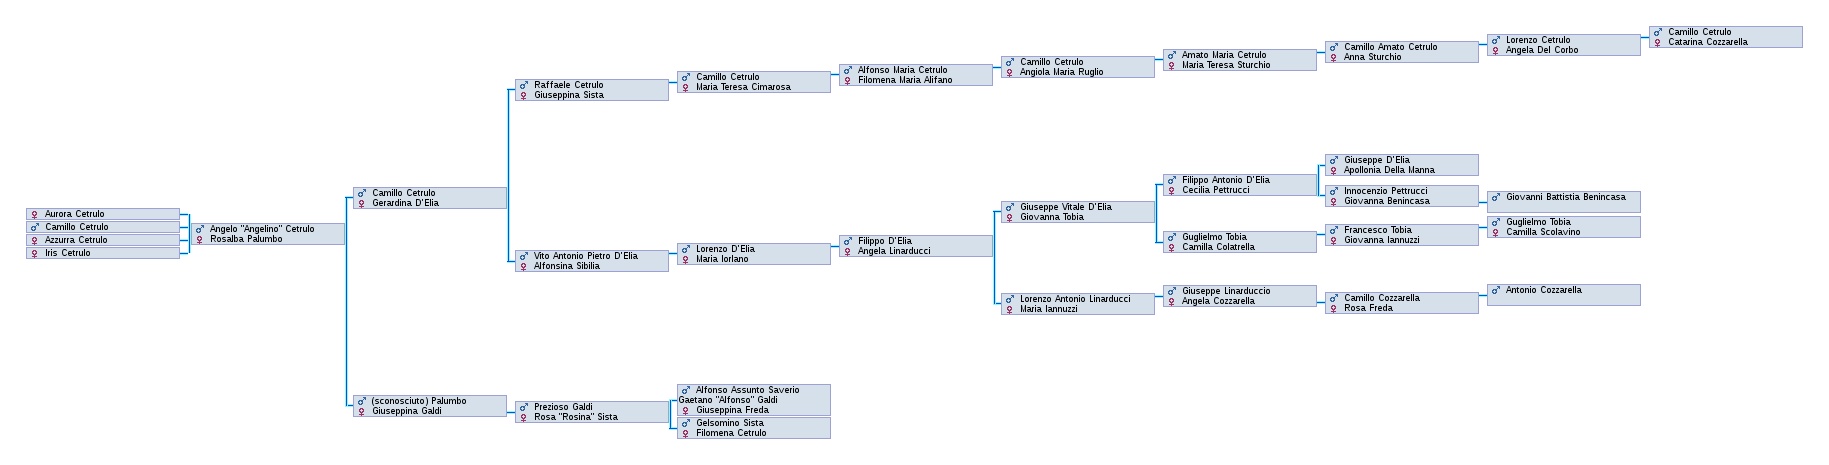 Aurora Cetrulo
Camillo Cetrulo
Azzurra Cetrulo
Iris Cetrulo
Angelo "Angelino" Cetrulo
Rosalba Palumbo
Camillo Cetrulo
Gerardina D'Elia
(sconosciuto) Palumbo
Giuseppina Galdi
Raffaele Cetrulo
Giuseppina Sista
Vito Antonio Pietro D'Elia
Alfonsina Sibilia
Prezioso Galdi
Rosa "Rosina" Sista
Camillo Cetrulo
Maria Teresa Cimarosa
Lorenzo D'Elia
Maria Iorlano
Alfonso Assunto Saverio
Gaetano "Alfonso" Galdi
Giuseppina Freda
Gelsomino Sista
Filomena Cetrulo
Alfonso Maria Cetrulo
Filomena Maria Alifano
Filippo D'Elia
Angela Linarducci
Camillo Cetrulo
Angiola Maria Ruglio
Giuseppe Vitale D'Elia
Giovanna Tobia
Lorenzo Antonio Linarducci
Maria Iannuzzi
Amato Maria Cetrulo
Maria Teresa Sturchio
Filippo Antonio D'Elia
Cecilia Pettrucci
Guglielmo Tobia
Camilla Colatrella
Giuseppe Linarduccio
Angela Cozzarella
Camillo Amato Cetrulo
Anna Sturchio
Giuseppe D'Elia
Apollonia Della Manna
Innocenzio Pettrucci
Giovanna Benincasa
Francesco Tobia
Giovanna Iannuzzi
Camillo Cozzarella
Rosa Freda
Lorenzo Cetrulo
Angela Del Corbo
Giovanni Battistia Benincasa
Guglielmo Tobia
Camilla Scolavino
Antonio Cozzarella
Camillo Cetrulo
Catarina Cozzarella